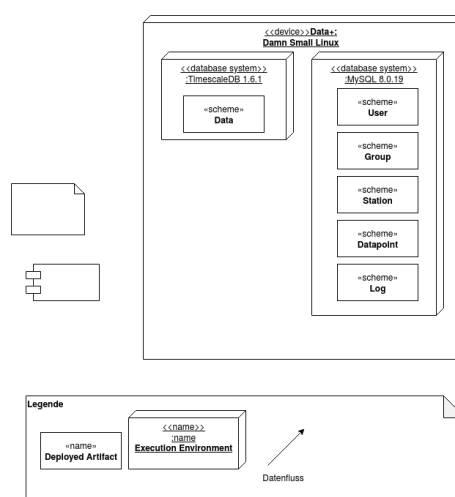 <<device>>Data+:
Damn Small Linux
<<database system>>
:TimescaleDB 1.6.1
«scheme»
Data
<<database system>>
:MySQL 8.0.19
«scheme»
User
«scheme»
Group
«scheme»
Station
«scheme»
Datapoint
«scheme»
Log
Legende
«name»
Deployed Artifact
<<name>>
:name
Execution Environment
Datenfluss